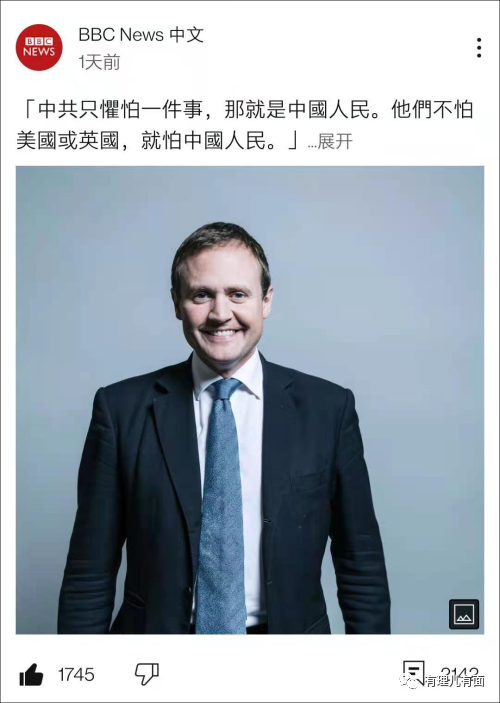 BBC
NEWS
BBC News 中文
1天前
「中共只懼怕一件事，那就是中國人民。他們不怕
美國或英國，就怕中國人民。」...展开
1745
2142
有理儿有面